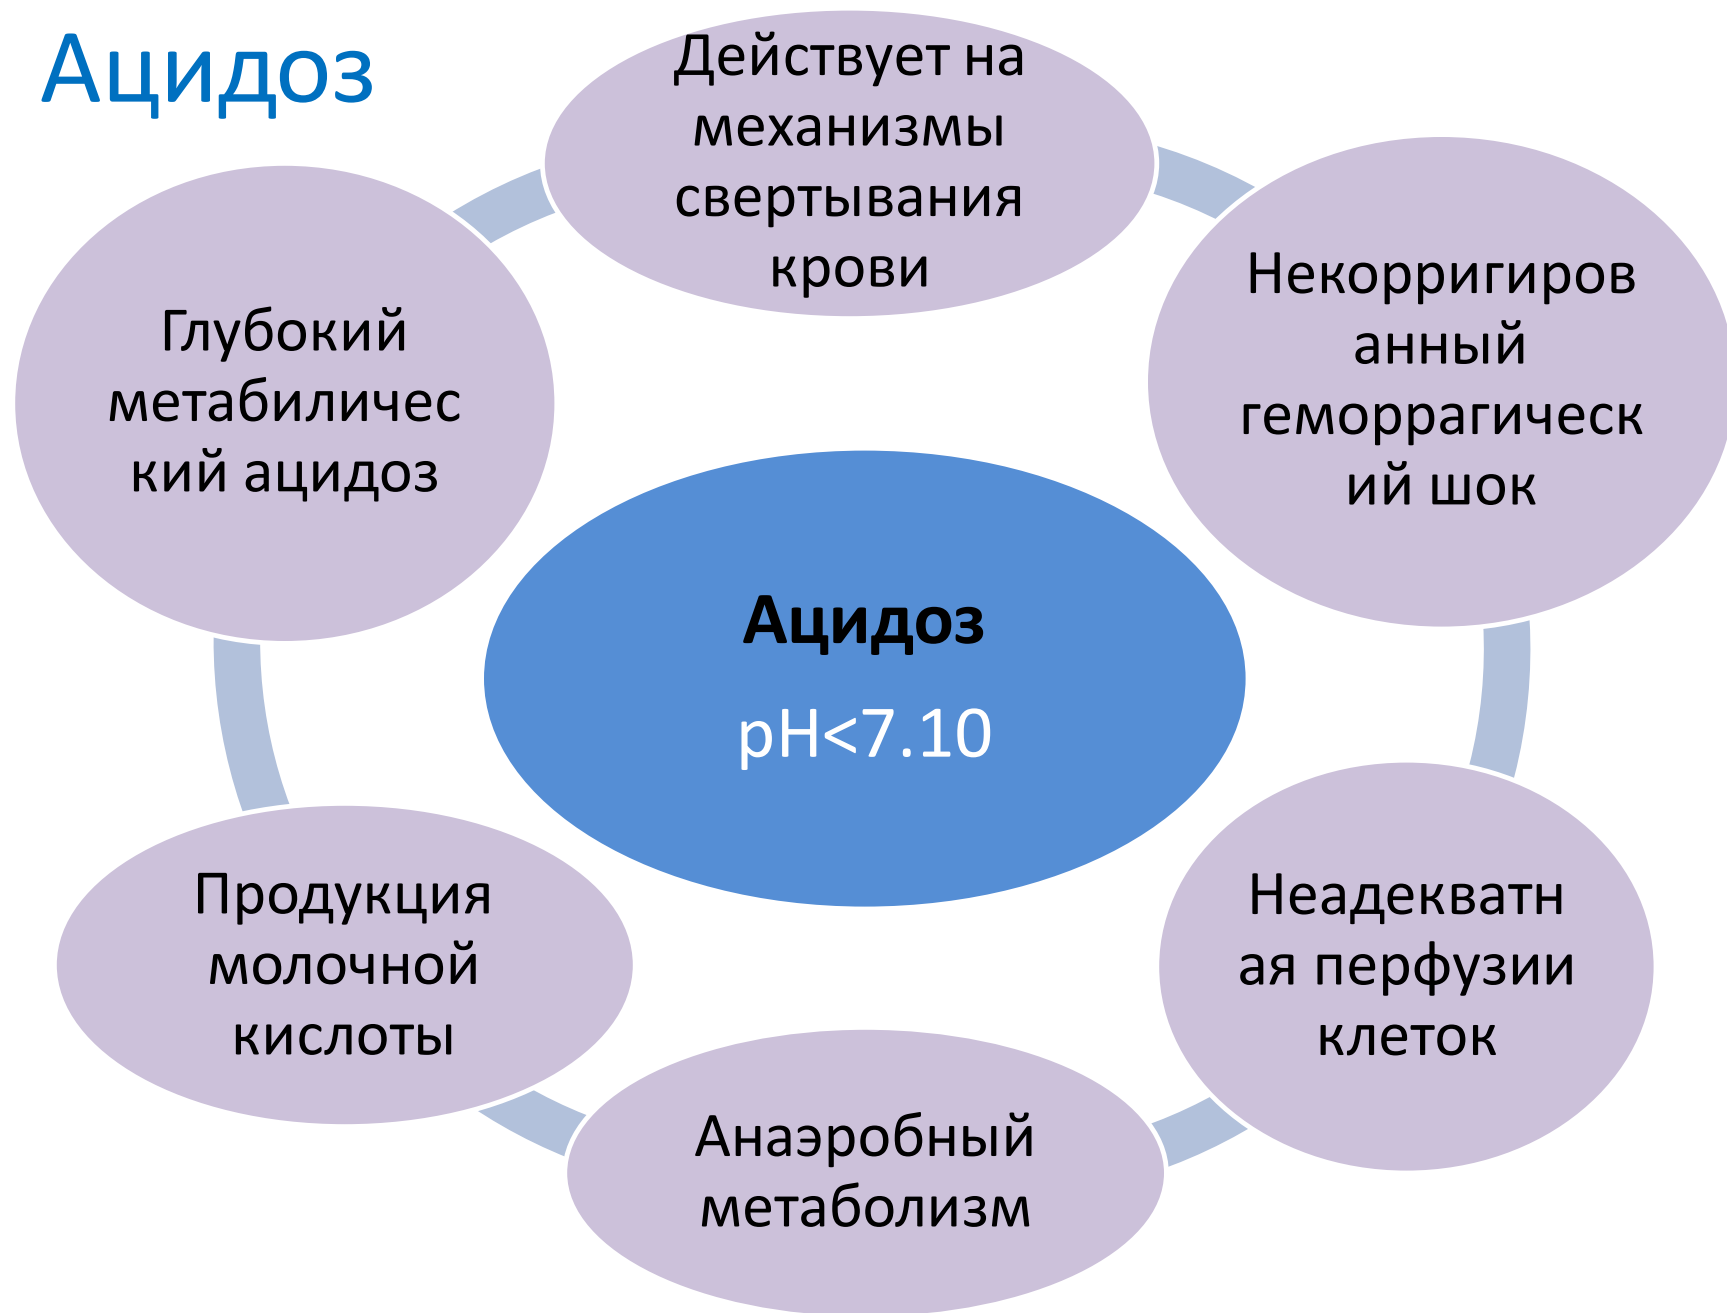 Ацидоз
Действует на
механизмы
свертывания
крови
Некорригиров
анный
геморрагическ
ий шок
Неадекватн
ая перфузии
клеток
Анаэробный
метаболизм
Продукция
молочной
кислоты
Глубокий
метабиличес
кий ацидоз
Ацидоз
pH<7.10